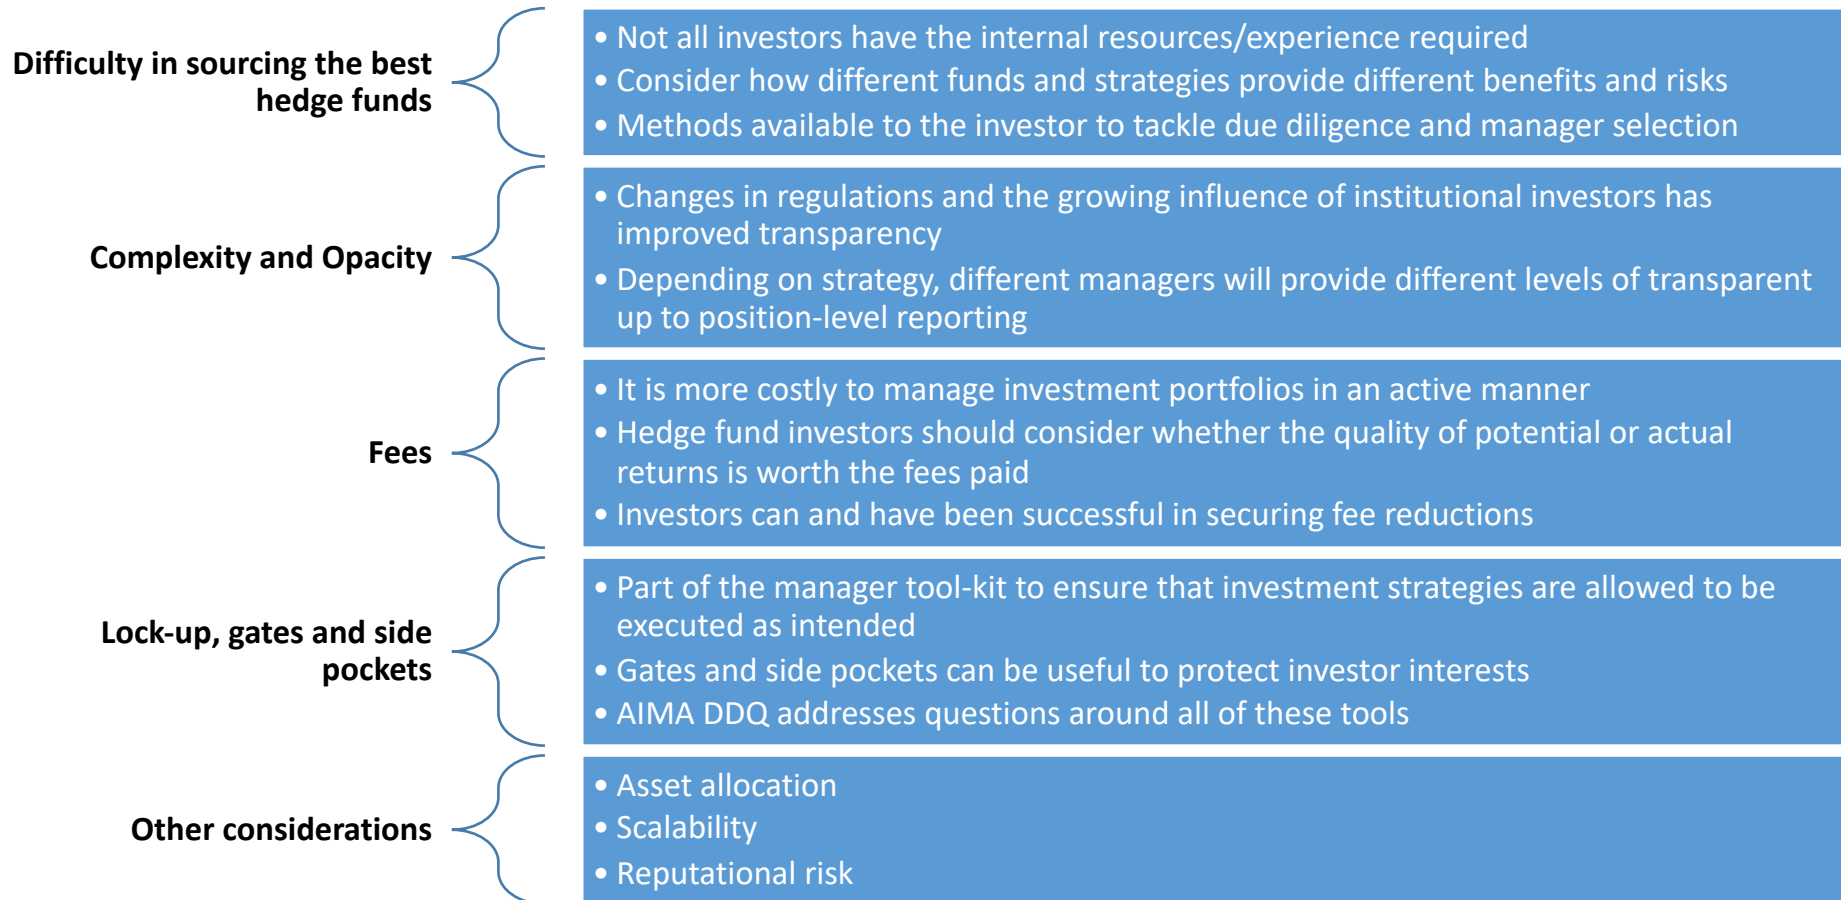 Difficulty in sourcing the best
hedge funds
• Not all investors have the internal resources/experience required
• Consider how different funds and strategies provide different benefits and risks
• Methods available to the investor to tackle due diligence and manager selection
Complexity and Opacity
• Changes in regulations and the growing influence of institutional investors has
improved transparency
• Depending on strategy, different managers will provide different levels of transparent
up to position-level reporting
Fees
• It is more costly to manage investment portfolios in an active manner
• Hedge fund investors should consider whether the quality of potential or actual
returns is worth the fees paid
• Investors can and have been successful in securing fee reductions
Lock-up, gates and side
pockets
• Part of the manager tool-kit to ensure that investment strategies are allowed to be
executed as intended
• Gates and side pockets can be useful to protect investor interests
• AIMA DDQ addresses questions around all of these tools
Other considerations
• Asset allocation
• Scalability
• Reputational risk